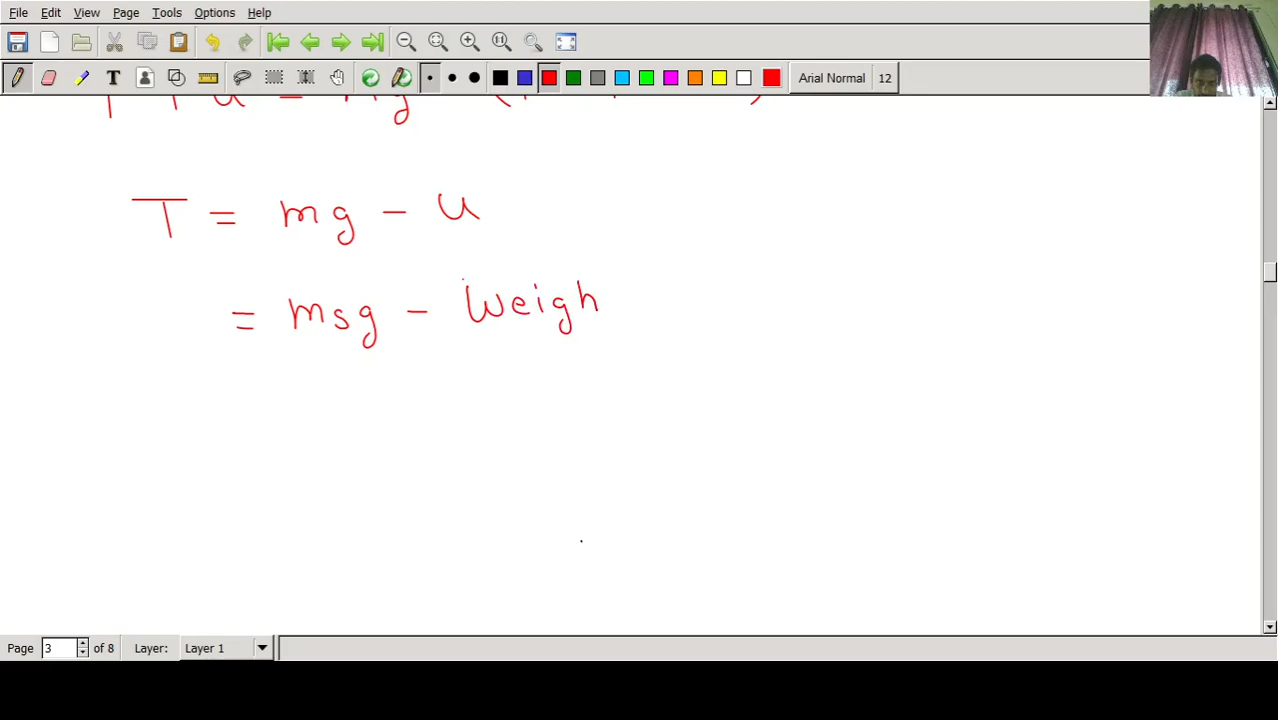 File Edit View Page Tools Options Help
T Arial Normal 12
T = mg - u
= msg - Weigh
Page 3 of 8 Layer: Layer 1